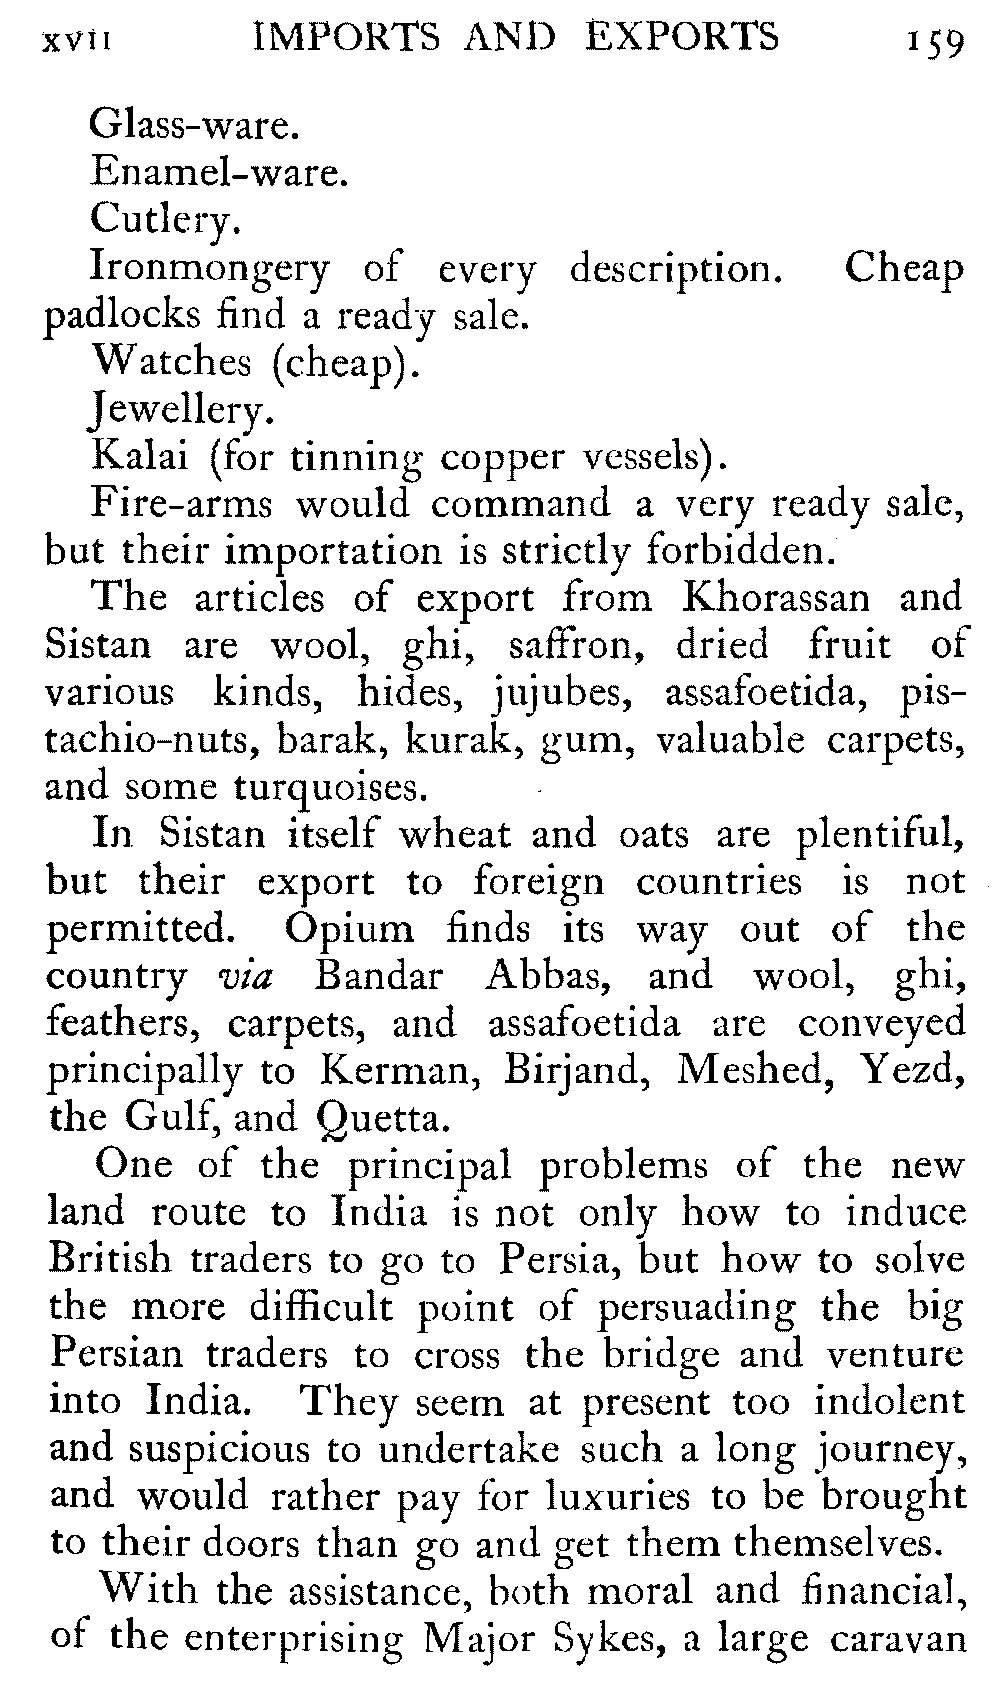 xvii IMPORTS AND EXPORTS 159
Glass-ware.
Enamel-ware.
Cutlery.
Ironmongery of every description. Cheap
padlocks find a ready sale.
Watches (cheap).
Jewellery.
Kalai (for tinning copper vessels).
Fire-arms would command a very ready sale,
but their importation is strictly forbidden.
The articles of export from Khorassan and
Sistan are wool, ghi, saffron, dried fruit of
various kinds, hides, jujubes, assafoetida, pis-
tachio-nuts, barak, kurak, gum, valuable carpets,
and some turquoises.
In Sistan itself wheat and oats are plentiful,
but their export to foreign countries is not
permitted. Opium finds its way out of the
country via Bandar Abbas, and wool, ghi,
feathers, carpets, and assafoetida are conveyed
principally to Kerman, Birjand, Meshed, Yezd,
the Gulf, and Quetta.
One of the principal problems of the new
land route to India is not only how to induce
British traders to go to Persia, but how to solve
the more difficult point of persuading the big
Persian traders to cross the bridge and venture
into India. They seem at present too indolent
and suspicious to undertake such a long journey,
and would rather pay for luxuries to be brought
to their doors than go and get them themselves.
With the assistance, both moral and financial,
of the enterprising Major Sykes, a large caravan